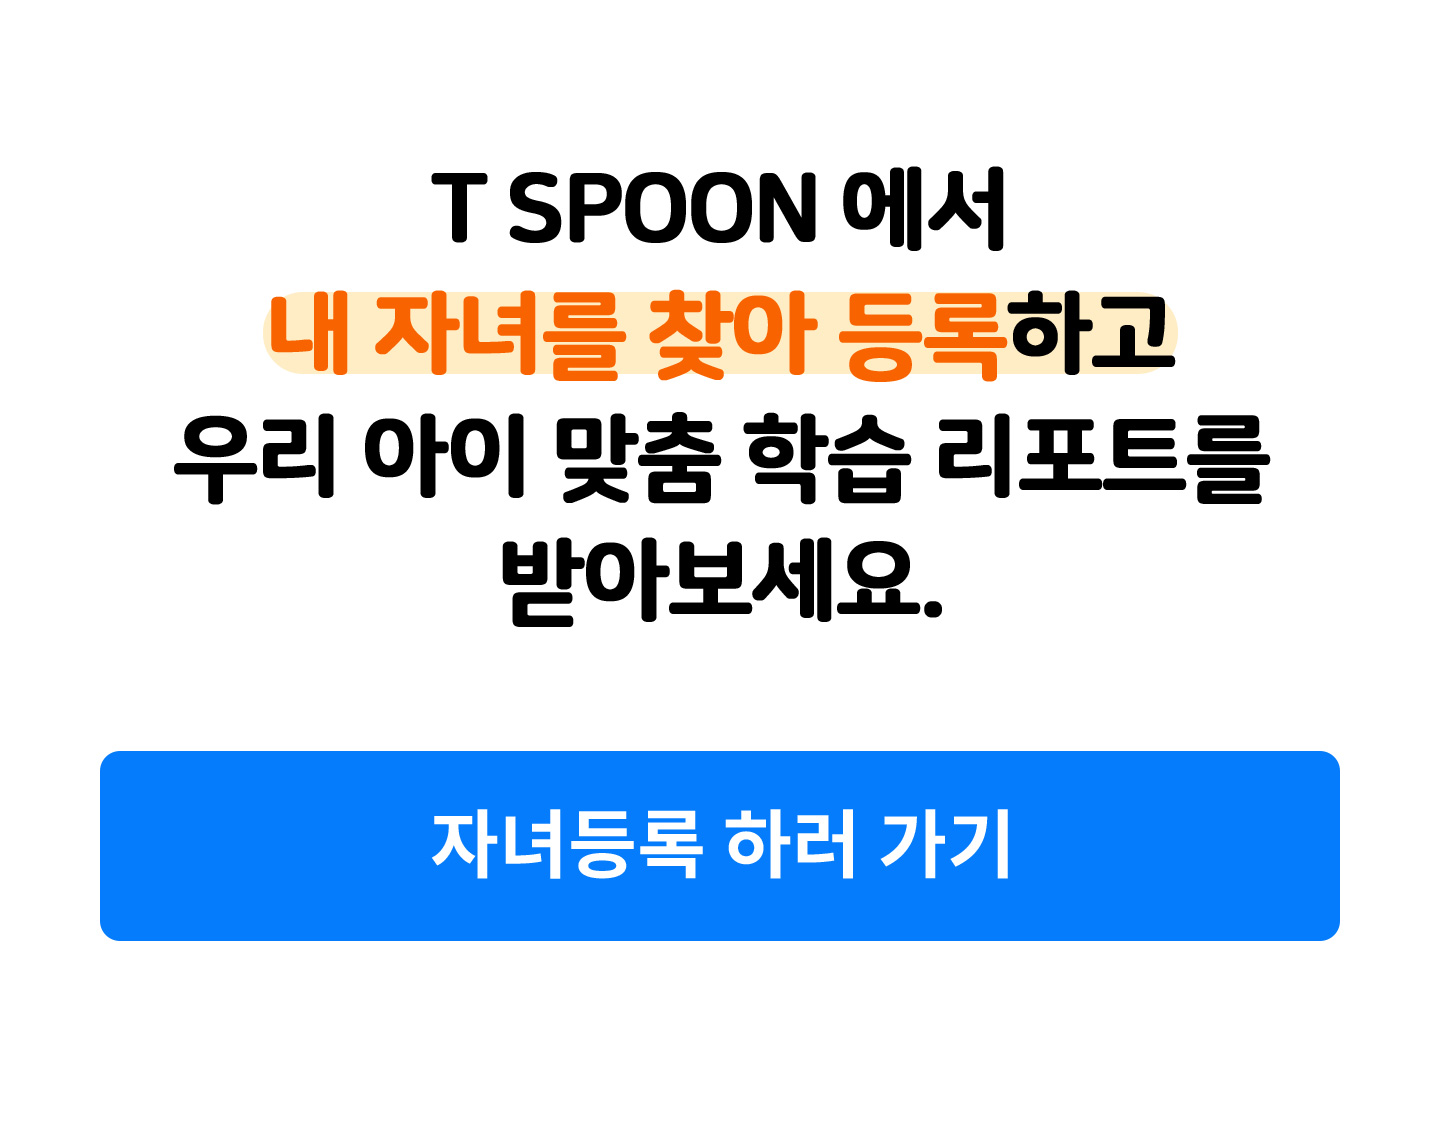 T SPOON 에서
내 자녀를 찾아 등록하고
우리 아이 맞춤 학습 리포트를
받아보세요.
자녀등록 하러 가기